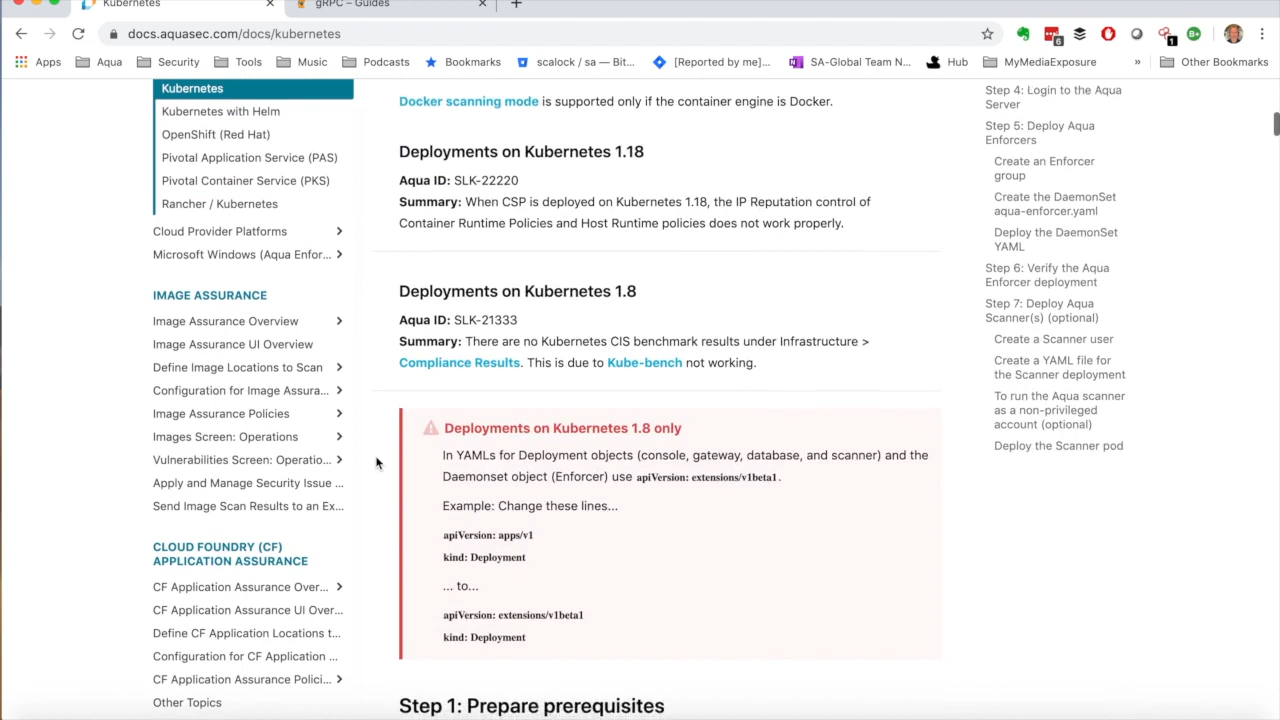 Kubernetes
gRPC – Guides
docs.aquasec.com/docs/kubernetes
6
1
B+
Apps
Aqua
Security
Tools
Music
Podcasts
Bookmarks
scalock / sa — Bit...
[Reported by me]...
SA-Global Team N...
Hub
MyMediaExposure
»
Other Bookmarks
Kubernetes
Kubernetes with Helm
OpenShift (Red Hat)
Pivotal Application Service (PAS)
Pivotal Container Service (PKS)
Rancher / Kubernetes
Cloud Provider Platforms
Microsoft Windows (Aqua Enfor...
IMAGE ASSURANCE
Image Assurance Overview
Image Assurance UI Overview
Define Image Locations to Scan
Configuration for Image Assura...
Image Assurance Policies
Images Screen: Operations
Vulnerabilities Screen: Operatio...
Apply and Manage Security Issue ...
Send Image Scan Results to an Ex...
CLOUD FOUNDRY (CF)
APPLICATION ASSURANCE
CF Application Assurance Over...
CF Application Assurance UI Over...
Define CF Application Locations t...
Configuration for CF Application ...
CF Application Assurance Polici...
Other Topics
Docker scanning mode is supported only if the container engine is Docker.
Deployments on Kubernetes 1.18
Aqua ID: SLK-22220
Summary: When CSP is deployed on Kubernetes 1.18, the IP Reputation control of
Container Runtime Policies and Host Runtime policies does not work properly.
Deployments on Kubernetes 1.8
Aqua ID: SLK-21333
Summary: There are no Kubernetes CIS benchmark results under Infrastructure >
Compliance Results. This is due to Kube-bench not working.
Deployments on Kubernetes 1.8 only
In YAMLs for Deployment objects (console, gateway, database, and scanner) and the
Daemonset object (Enforcer) use apiVersion: extensions/v1beta1.
Example: Change these lines...
apiVersion: apps/v1
kind: Deployment
... to...
apiVersion: extensions/v1beta1
kind: Deployment
Step 1: Prepare prerequisites
Step 4: Login to the Aqua
Server
Step 5: Deploy Aqua
Enforcers
Create an Enforcer
group
Create the DaemonSet
aqua-enforcer.yaml
Deploy the DaemonSet
YAML
Step 6: Verify the Aqua
Enforcer deployment
Step 7: Deploy Aqua
Scanner(s) (optional)
Create a Scanner user
Create a YAML file for
the Scanner deployment
To run the Aqua scanner
as a non-privileged
account (optional)
Deploy the Scanner pod